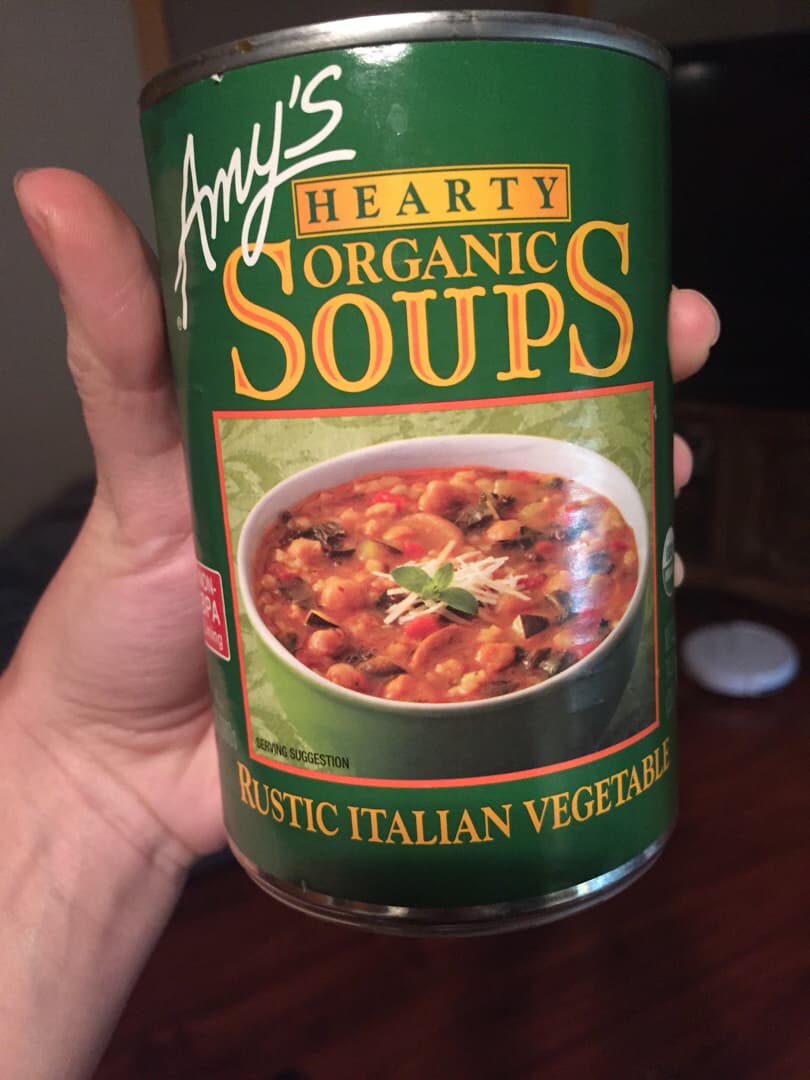 Amy's
HEARTY
ORGANIC
SOUPS
SERVING SUGGESTION
RUSTIC ITALIAN VEGETABLE